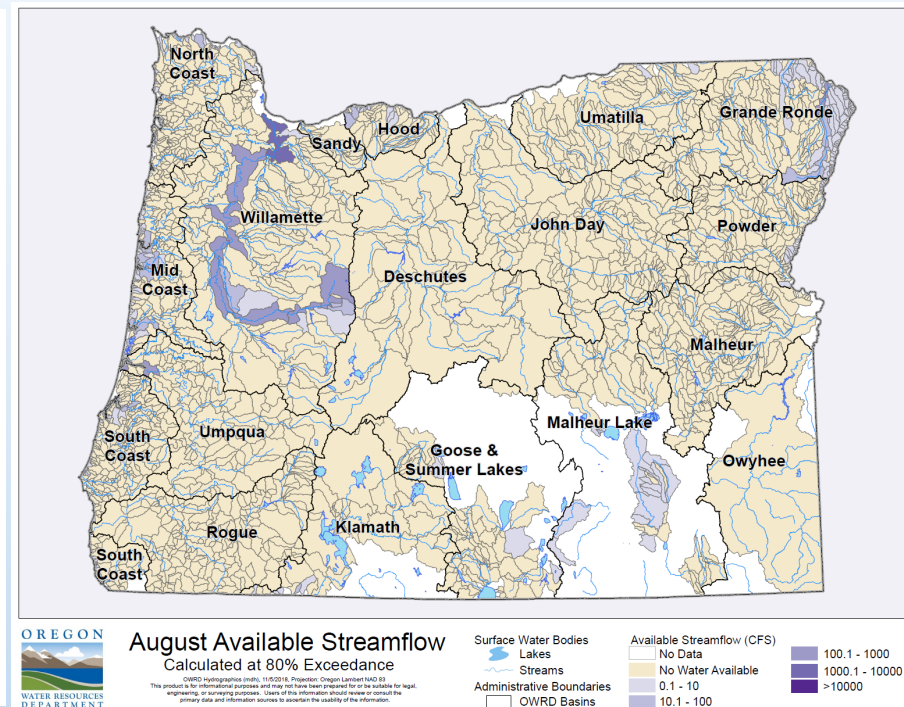 North
Coast
Umatilla
Grande Ronde
Hood
Sandy
Willamette
John Day
Powder
Mid
Coast
Deschutes
Malheur
Malheur Lake
South
Coast
Umpqua
Goose &
Summer Lakes
Owyhee
Rogue
Klamath
South
Coast
OREGON
WATER RESOURCES
DEPARTMENT
August Available Streamflow
Calculated at 80% Exceedance
OWRD Hydrographics (mdh), 11/5/2018, Projection: Oregon Lambert NAD 83
This product is for informational purposes and may not have been prepared for or be suitable for legal,
engineering, or surveying purposes. Users of this information should review or consult the
primary data and information sources to ascertain the usability of the information.
Surface Water Bodies
Lakes
Streams
Administrative Boundaries
OWRD Basins
Available Streamflow (CFS)
No Data
No Water Available
0.1 - 10
10.1 - 100
100.1 - 1000
1000.1 - 10000
>10000